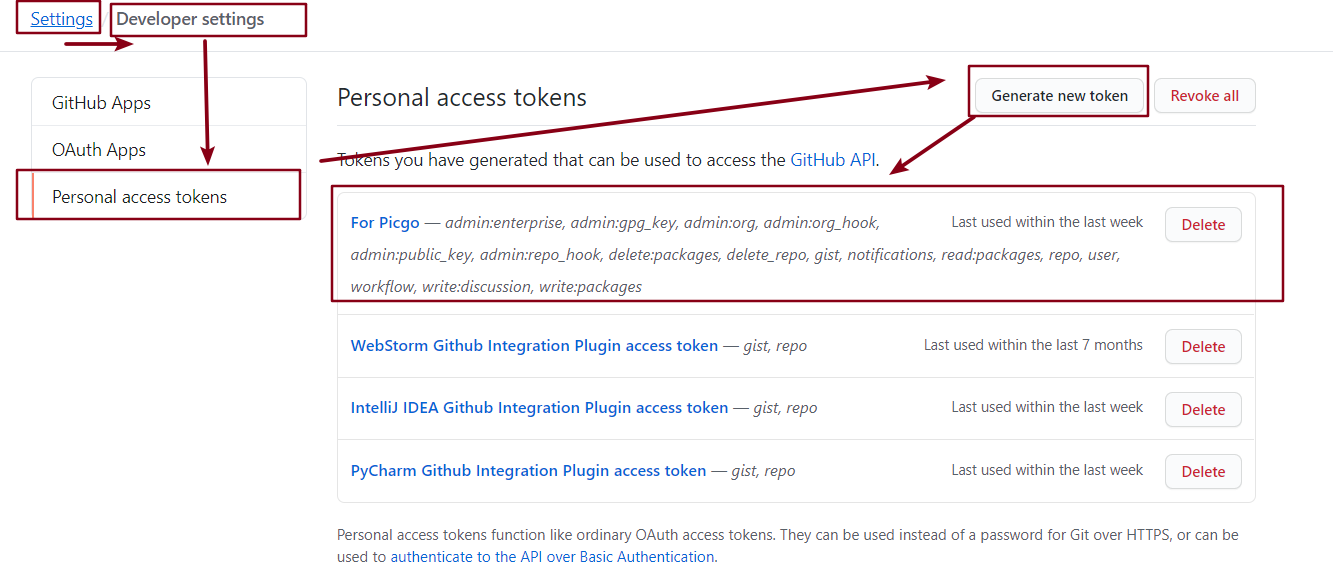 Settings / Developer settings
GitHub Apps
OAuth Apps
Personal access tokens
Personal access tokens
Generate new token
Revoke all
Tokens you have generated that can be used to access the GitHub API.
For Picgo — admin:enterprise, admin:gpg_key, admin:org, admin:org_hook,
admin:public_key, admin:repo_hook, delete:packages, delete_repo, gist, notifications, read:packages, repo, user,
workflow, write:discussion, write:packages
Last used within the last week
Delete
WebStorm Github Integration Plugin access token — gist, repo
Last used within the last 7 months
Delete
IntelliJ IDEA Github Integration Plugin access token — gist, repo
Last used within the last week
Delete
PyCharm Github Integration Plugin access token — gist, repo
Last used within the last week
Delete
Personal access tokens function like ordinary OAuth access tokens. They can be used instead of a password for Git over HTTPS, or can be
used to authenticate to the API over Basic Authentication.